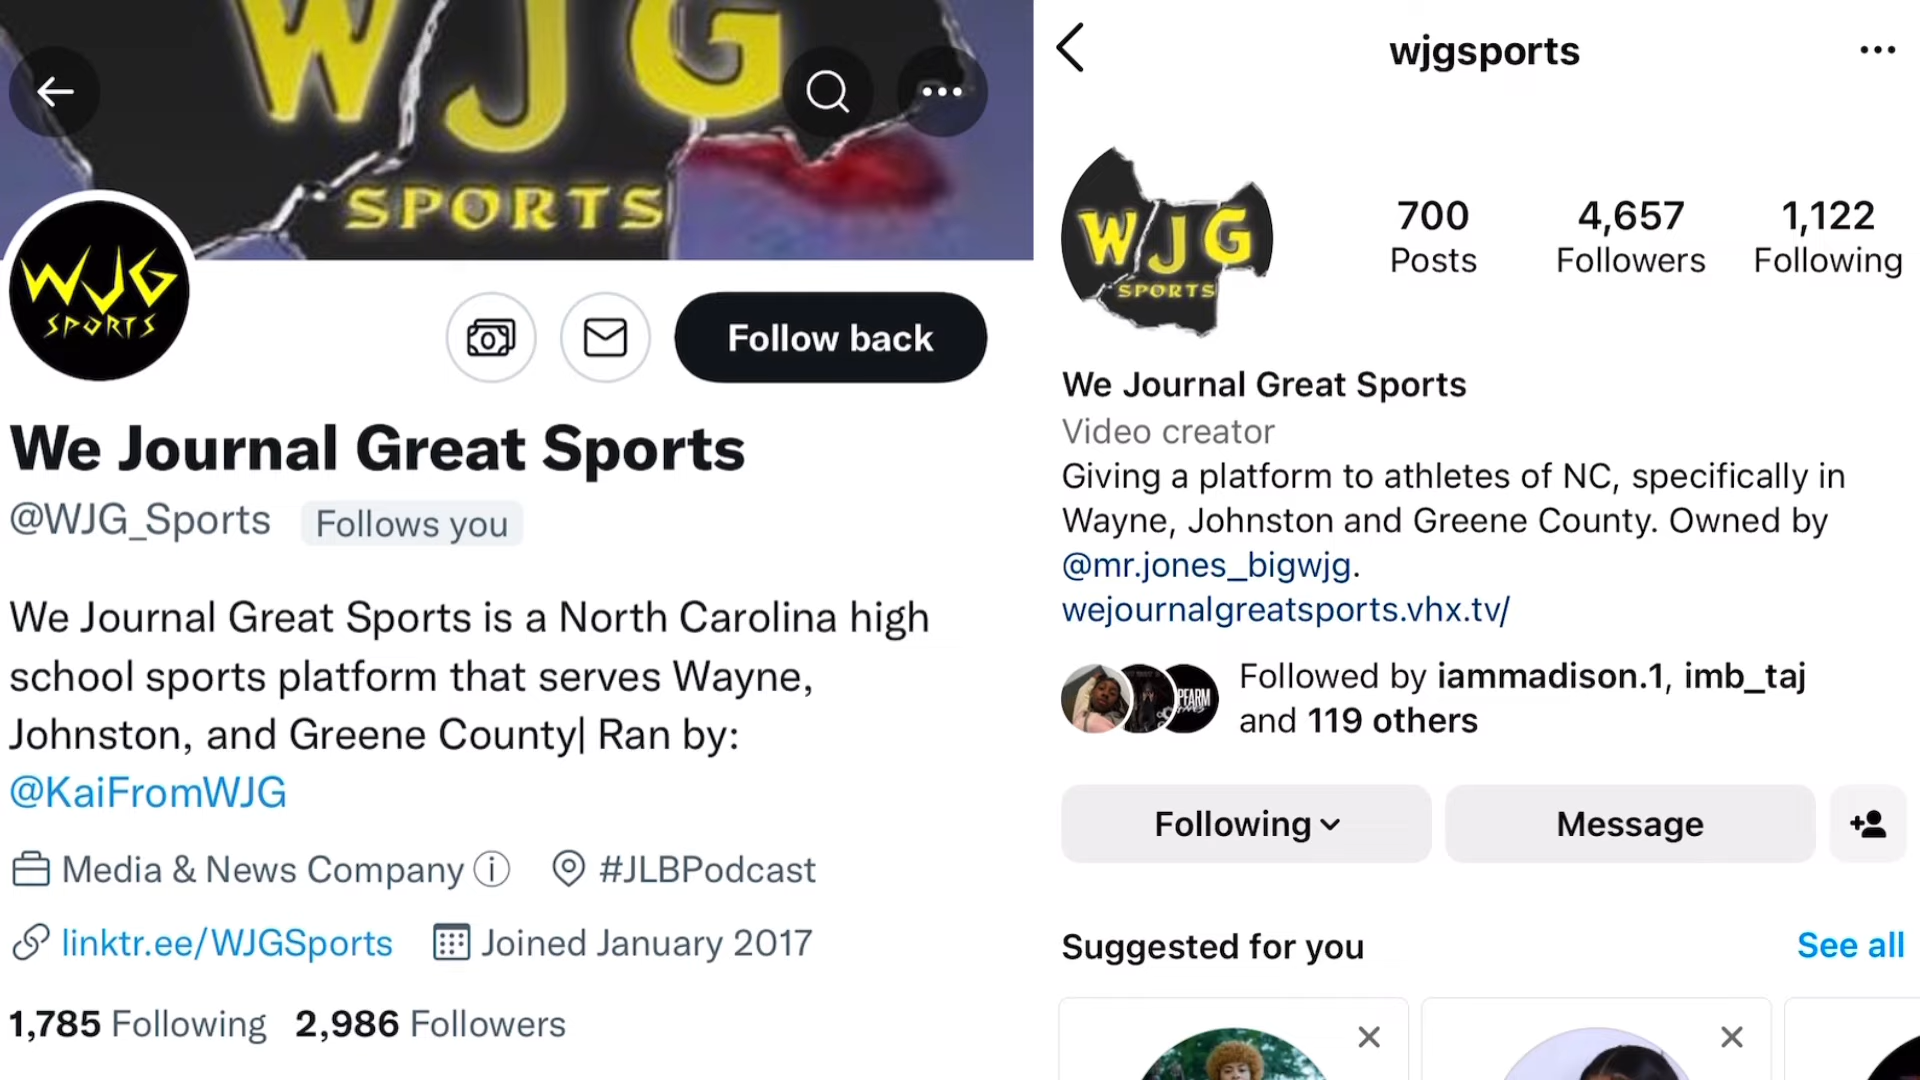 WJG
SPORTS
WJG
SPORTS
Follow back
We Journal Great Sports
@WJG_Sports Follows you
We Journal Great Sports is a North Carolina high
school sports platform that serves Wayne,
Johnston, and Greene County| Ran by:
@KaiFromWJG
Media & News Company #JLBPodcast
linktr.ee/WJGSports Joined January 2017
1,785 Following 2,986 Followers
wjgsports
WJG
SPORTS
700 4,657 1,122
Posts Followers Following
We Journal Great Sports
Video creator
Giving a platform to athletes of NC, specifically in
Wayne, Johnston and Greene County. Owned by
@mr.jones_bigwjg.
wejournalgreatsports.vhx.tv/
Followed by iammadison.1, imb_taj
and 119 others
Following Message
Suggested for you See all